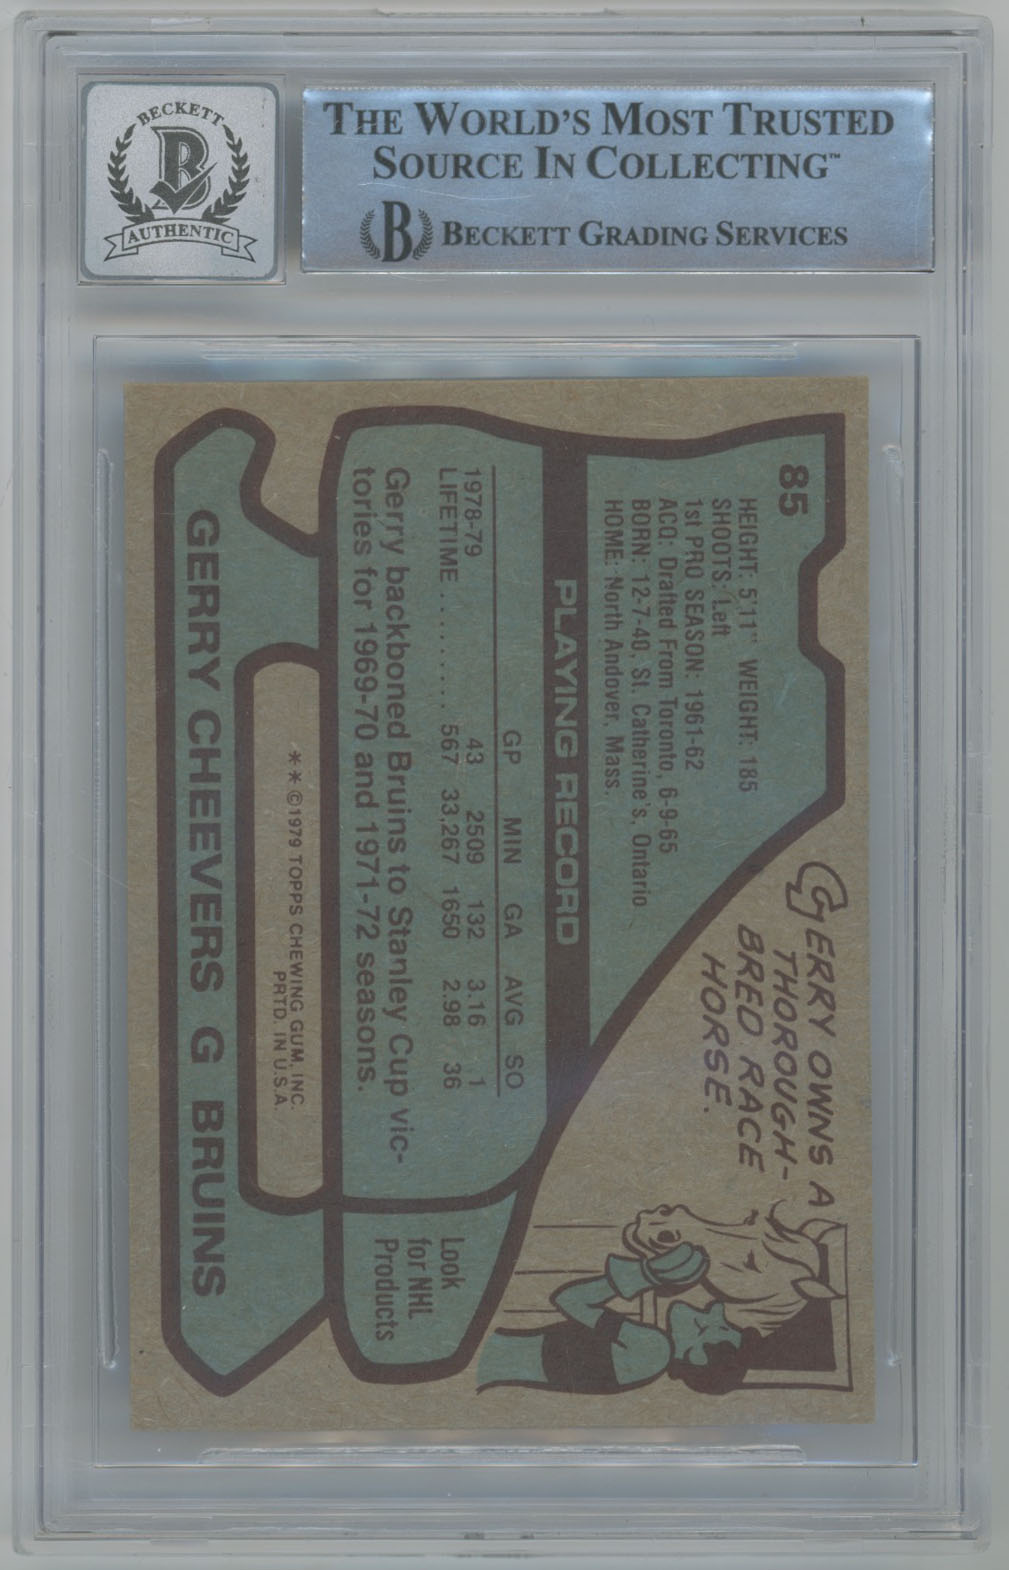 BECKETT
B
AUTHENTIC
THE WORLD'S MOST TRUSTED
SOURCE IN COLLECTING™
B BECKETT GRADING SERVICES
85
HEIGHT: 5'11" WEIGHT: 185
SHOOTS: Left
1st PRO SEASON: 1961-62
ACQ: Drafted From Toronto, 6-9-65
BORN: 12-7-40, St. Catherine's, Ontario
HOME: North Andover, Mass.
GERRY OWNS A
THOROUGH-
BRED RACE
HORSE.
PLAYING RECORD
GP MIN GA AVG SO
1978-79 43 2509 132 3.16 1
LIFETIME ......... 567 33,267 1650 2.98 36
Gerry backboned Bruins to Stanley Cup vic-
tories for 1969-70 and 1971-72 seasons.
Look
for NHL
Products
**©1979 TOPPS CHEWING GUM, INC.
PRTD. IN U.S.A.
GERRY CHEEVERS G BRUINS